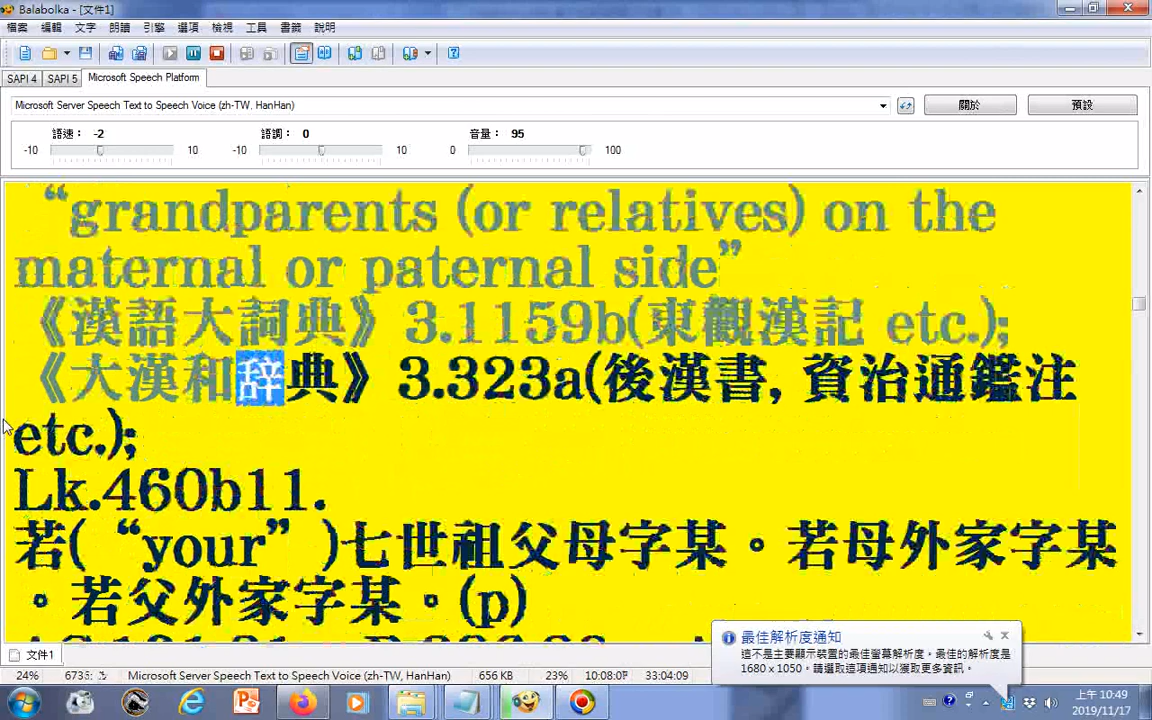 Balabolka - [文件1]
檔案 編輯 文字 朗讀 引擎 選項 檢視 工具 書籤 說明
SAPI 4 SAPI 5 Microsoft Speech Platform
Microsoft Server Speech Text to Speech Voice (zh-TW, HanHan) 關於 預設
語速： -2 語調： 0 音量： 95
-10 10 -10 10 0 100
“grandparents (or relatives) on the
maternal or paternal side”
《漢語大詞典》 3.1159b(東觀漢記 etc.);
《大漢和辞典》 3.323a(後漢書, 資治通鑑注
etc.);
Lk.460b11.
若(“your”)七世祖父母字某。若母外家字某
。若父外家字某。(p)
最佳解析度通知
這不是主要顯示裝置的最佳螢幕解析度。最佳的解析度是
1680 x 1050。請選取這項通知以獲取更多資訊。
文件1
24% Microsoft Server Speech Text to Speech Voice (zh-TW, HanHan) 656 KB 23% 33:04:09
上午 10:49
2019/11/17